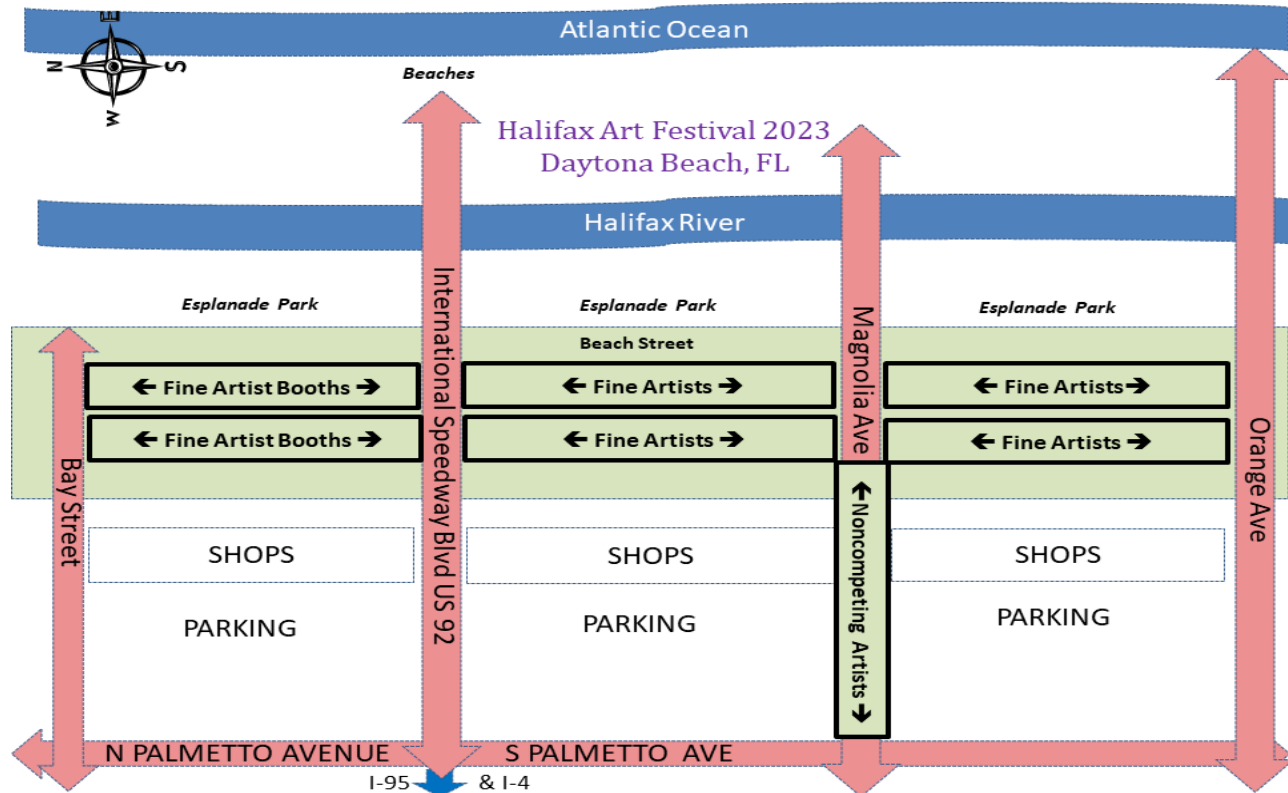 E
N
S
W
Atlantic Ocean
Beaches
Halifax Art Festival 2023
Daytona Beach, FL
Halifax River
Esplanade Park
Esplanade Park
Esplanade Park
Beach Street
← Fine Artist Booths →
← Fine Artists →
← Fine Artists→
← Fine Artist Booths →
← Fine Artists →
← Fine Artists →
Bay Street
International Speedway Blvd US 92
Magnolia Ave
Orange Ave
←Noncompeting Artists→
SHOPS
SHOPS
SHOPS
PARKING
PARKING
PARKING
N PALMETTO AVENUE
S PALMETTO AVE
I-95 & I-4